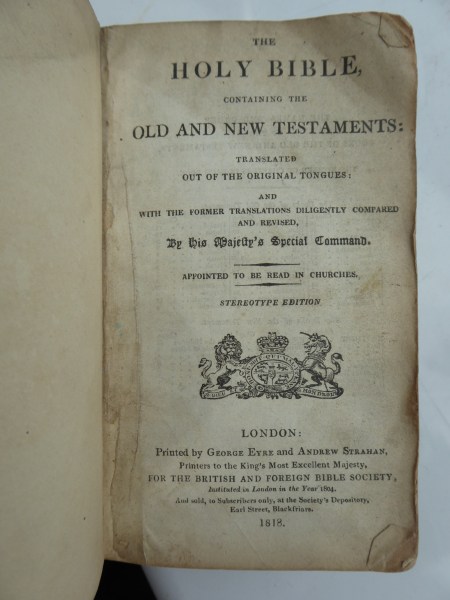 THE
HOLY BIBLE,
CONTAINING THE
OLD AND NEW TESTAMENTS:
TRANSLATED
OUT OF THE ORIGINAL TONGUES:
AND
WITH THE FORMER TRANSLATIONS DILIGENTLY COMPARED
AND REVISED,
By his Majesty's Special Command.
APPOINTED TO BE READ IN CHURCHES.
STEREOTYPE EDITION
LONDON:
Printed by GEORGE EYRE and ANDREW STRAHAN,
Printers to the King's Most Excellent Majesty,
FOR THE BRITISH AND FOREIGN BIBLE SOCIETY,
Instituted in London in the Year 1804.
And sold, to Subscribers only, at the Society's Depository,
Earl Street, Blackfriars.
1818.